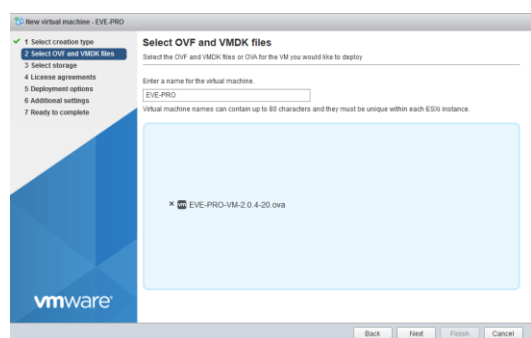 New virtual machine - EVE-PRO
1 Select creation type
2 Select OVF and VMDK files
3 Select storage
4 License agreements
5 Deployment options
6 Additional settings
7 Ready to complete
Select OVF and VMDK files
Select the OVF and VMDK files or OVA for the VM you would like to deploy
Enter a name for the virtual machine.
EVE-PRO
Virtual machine names can contain up to 80 characters and they must be unique within each ESXi instance.
EVE-PRO-VM-2.0.4-20.ova
vmware
Back Next Finish Cancel